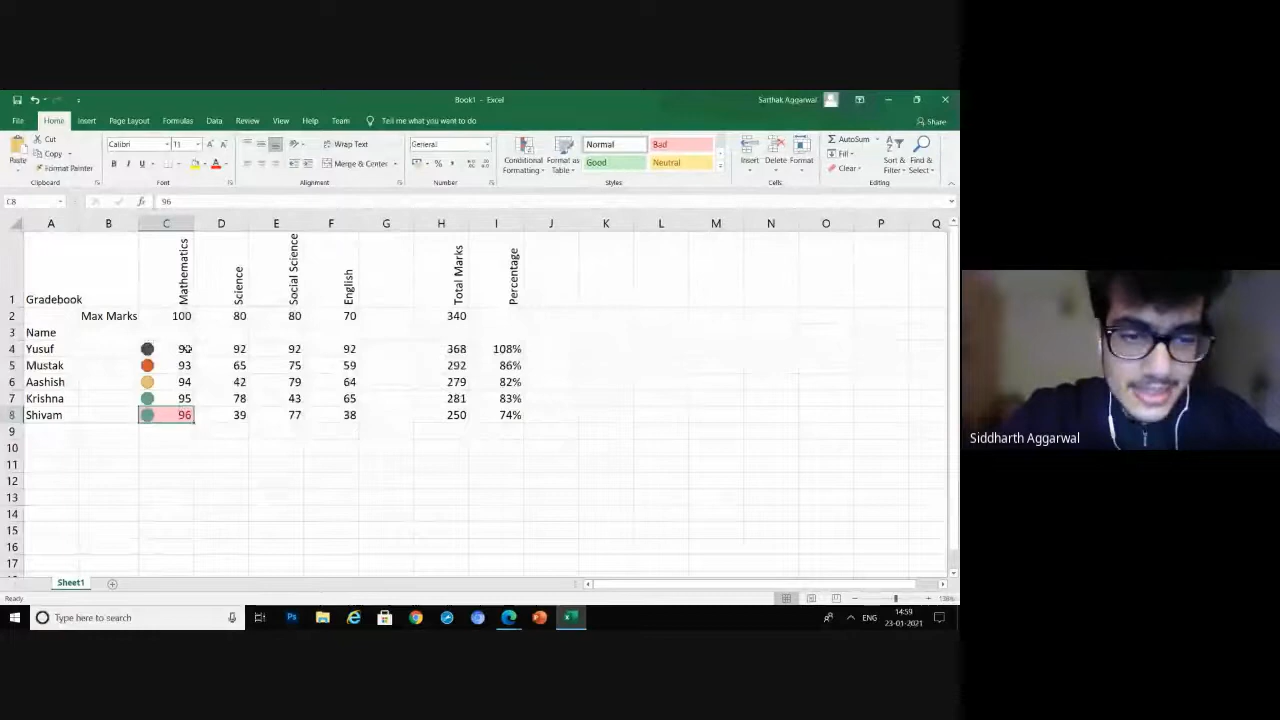 Book1 - Excel
Sarthak Aggarwal
File Home Insert Page Layout Formulas Data Review View Help Team Tell me what you want to do
Share
Paste
Cut
Copy
Format Painter
Clipboard
Calibri 11
B I U
Font
Wrap Text
Merge & Center
Alignment
General
%
Number
Conditional Formatting
Format as Table
Normal Bad
Good Neutral
Styles
Insert Delete Format
Cells
AutoSum
Fill
Clear
Sort & Filter
Find & Select
Editing
C8 fx 96
A B C D E F G H I J K L M N O P Q
1 Gradebook Mathematics Science Social Science English Total Marks Percentage
2 Max Marks 100 80 80 70 340
3 Name
4 Yusuf 92 92 92 368 108%
5 Mustak 93 65 75 59 292 86%
6 Aashish 94 42 79 64 279 82%
7 Krishna 95 78 43 65 281 83%
8 Shivam 96 39 77 38 250 74%
9
10
11
12
13
14
15
16
17
Sheet1
Ready
Type here to search
Ps
ENG
14:59
23-01-2021
Siddharth Aggarwal